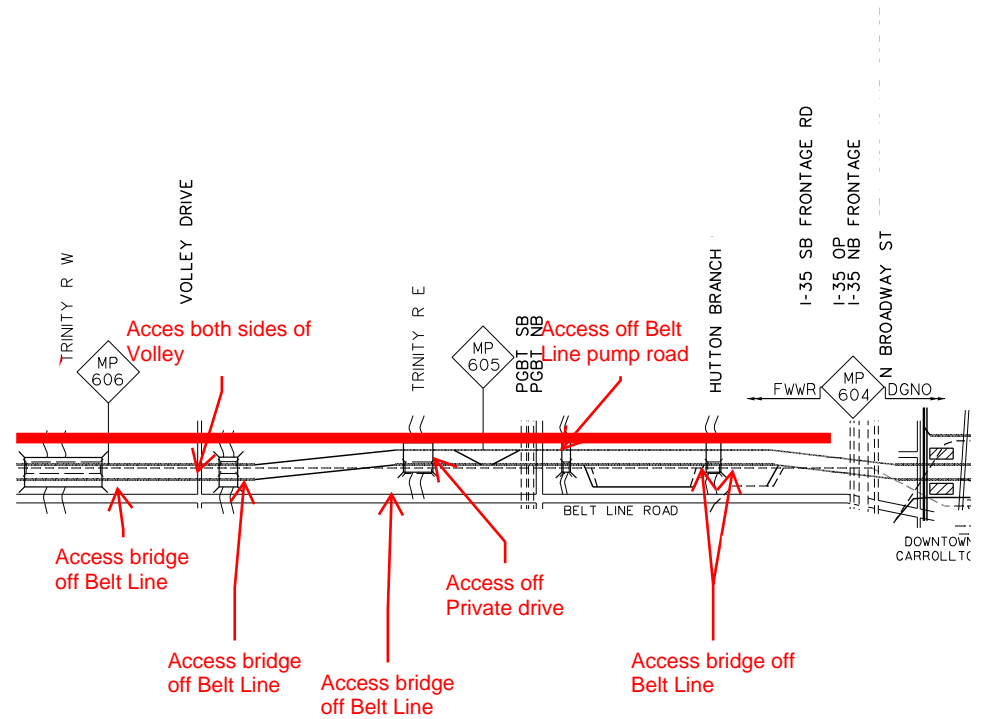 I-35 SB FRONTAGE RD
I-35 OP
I-35 NB FRONTAGE
N BROADWAY ST
VOLLEY DRIVE
TRINITY R W
TRINITY R E
HUTTON BRANCH
PGBT SB
PGBT NB
Acces both sides of
Volley
Access off Belt
Line pump road
MP
606
MP
605
MP
604
FWWR
DGNO
BELT LINE ROAD
DOWNTOWN
CARROLLTO
Access bridge
off Belt Line
Access off
Private drive
Access bridge
off Belt Line
Access bridge
off Belt Line
Access bridge off
Belt Line